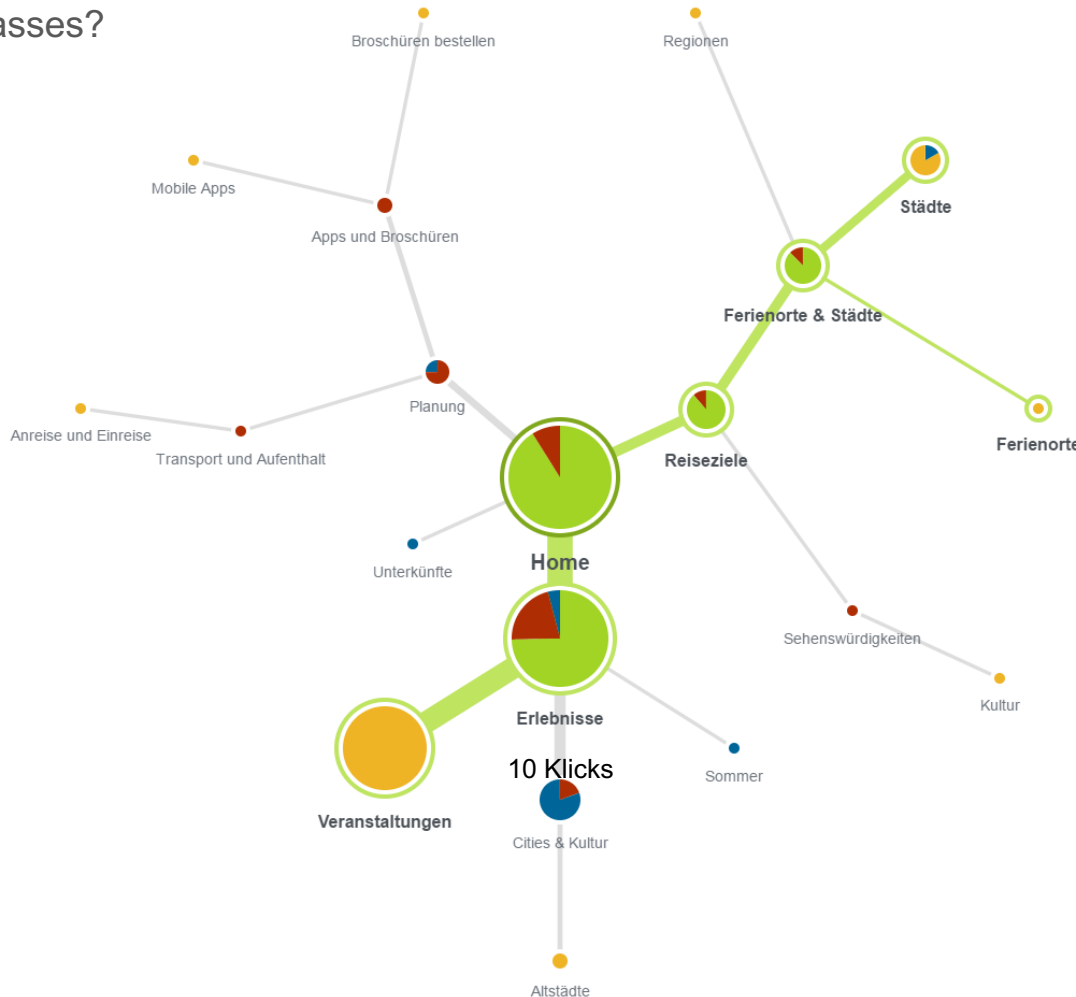 asses?
Broschüren bestellen
Regionen
Mobile Apps
Städte
Apps und Broschüren
Ferienorte & Städte
Planung
Anreise und Einreise
Ferienorte
Transport und Aufenthalt
Reiseziele
Home
Unterkünfte
Sehenswürdigkeiten
Kultur
Erlebnisse
10 Klicks
Sommer
Veranstaltungen
Cities & Kultur
Altstädte